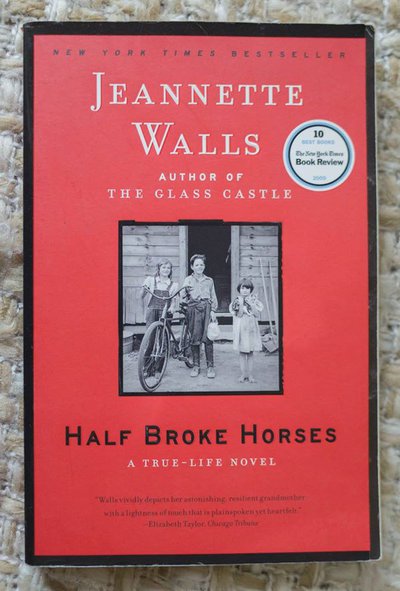 NEW YORK TIMES BESTSELLER
JEANNETTE
WALLS
10
BEST BOOKS
The New York Times
Book Review
2009
AUTHOR OF
THE GLASS CASTLE
HALF BROKE HORSES
A TRUE-LIFE NOVEL
"Walls vividly depicts her astonishing, resilient grandmother
with a lightness of touch that is plainspoken yet heartfelt."
—Elizabeth Taylor, Chicago Tribune